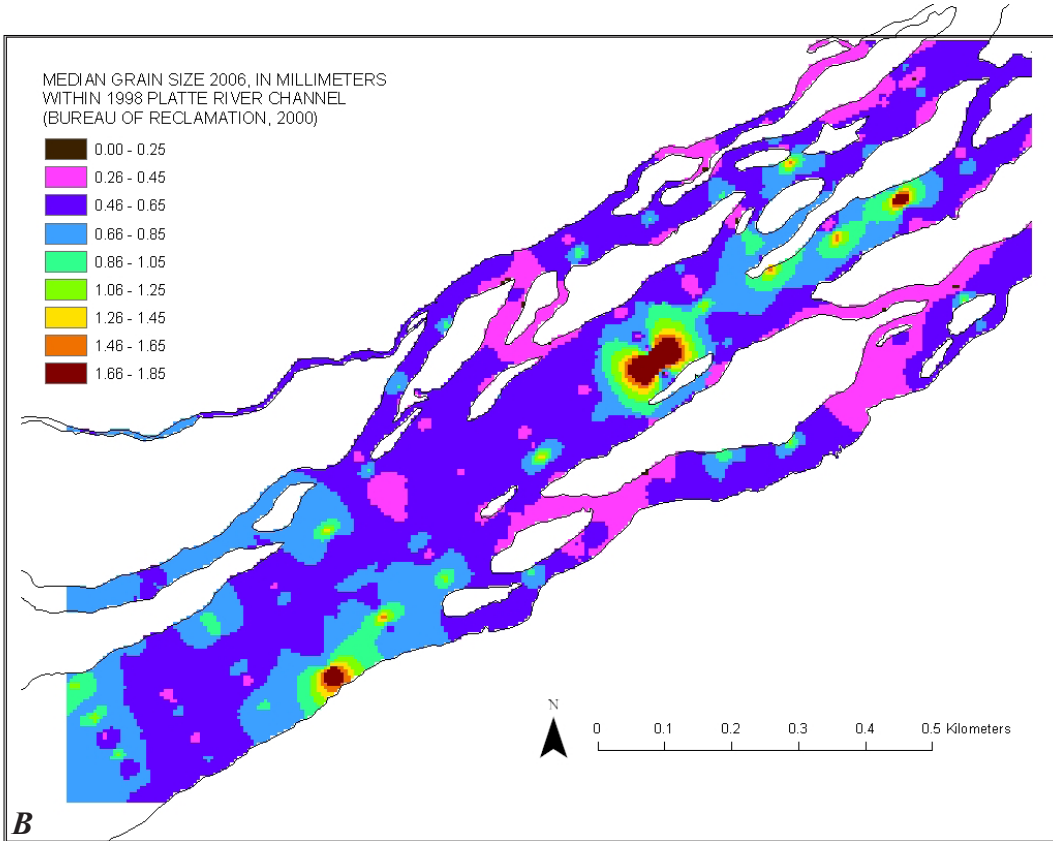 MEDIAN GRAIN SIZE 2006, IN MILLIMETERS
WITHIN 1998 PLATTE RIVER CHANNEL
(BUREAU OF RECLAMATION, 2000)
0.00 - 0.25
0.26 - 0.45
0.46 - 0.65
0.66 - 0.85
0.86 - 1.05
1.06 - 1.25
1.26 - 1.45
1.46 - 1.65
1.66 - 1.85
N
0 0.1 0.2 0.3 0.4 0.5 Kilometers
B